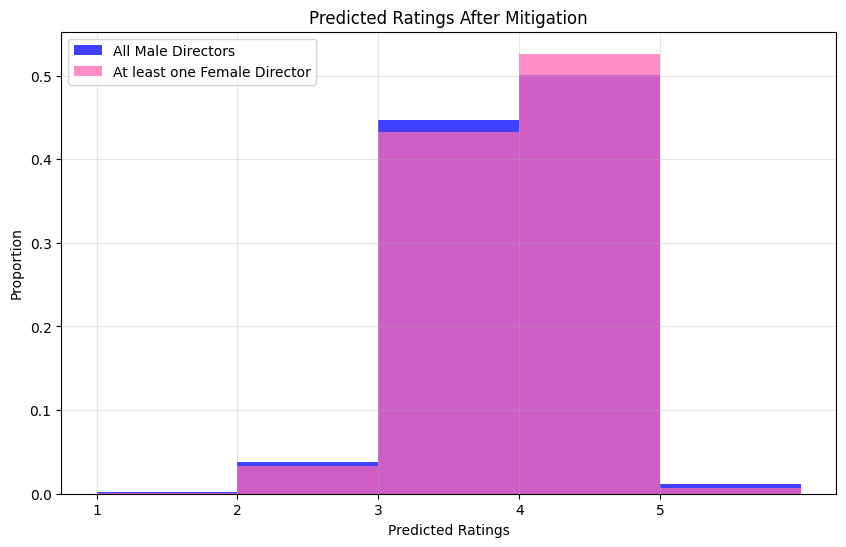 Predicted Ratings After Mitigation
All Male Directors
At least one Female Director
Proportion
0.5
0.4
0.3
0.2
0.1
0.0
1 2 3 4 5
Predicted Ratings